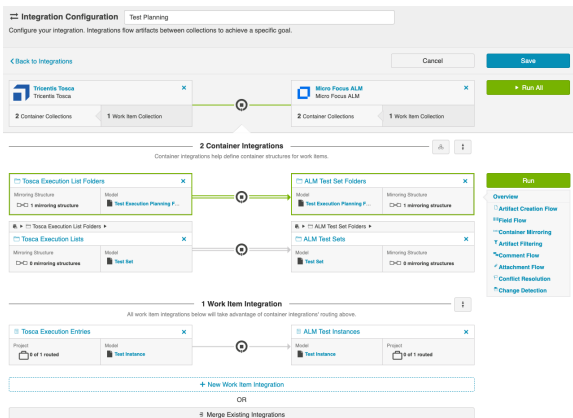 Integration Configuration
Test Planning
Configure your integration. Integrations flow artifacts between collections to achieve a specific goal.
Back to Integrations
Cancel
Save
Tricentis Tosca
Tricentis Tosca
2 Container Collections
1 Work Item Collection
Micro Focus ALM
Micro Focus ALM
2 Container Collections
1 Work Item Collection
Run All
2 Container Integrations
Container integrations help define container structures for work items.
Tosca Execution List Folders
Mirroring Structure
1 mirroring structure
Model
Test Execution Planning F...
ALM Test Set Folders
Model
Test Execution Planning F...
Mirroring Structure
1 mirroring structure
Tosca Execution List Folders
Tosca Execution Lists
Mirroring Structure
0 mirroring structures
Model
Test Set
ALM Test Set Folders
ALM Test Sets
Model
Test Set
Mirroring Structure
0 mirroring structures
Run
Overview
Artifact Creation Flow
Field Flow
Container Mirroring
Artifact Filtering
Comment Flow
Attachment Flow
Conflict Resolution
Change Detection
1 Work Item Integration
All work item integrations below will take advantage of container integrations' routing above.
Tosca Execution Entries
Project
0 of 1 routed
Model
Test Instance
ALM Test Instances
Model
Test Instance
Project
0 of 1 routed
+ New Work Item Integration
OR
Merge Existing Integrations